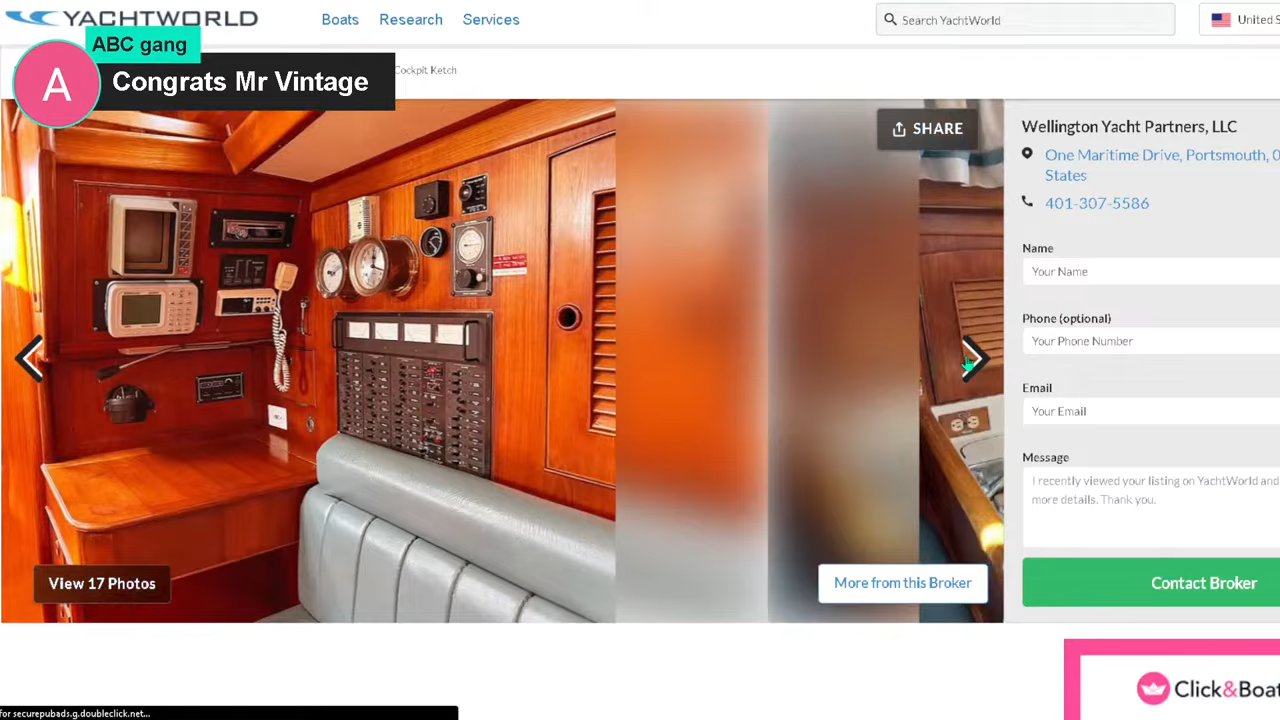 YACHTWORLD
Boats
Research
Services
Search YachtWorld
United S
ABC gang
A
Congrats Mr Vintage
Cockpit Ketch
SHARE
Wellington Yacht Partners, LLC
One Maritime Drive, Portsmouth, 0
States
401-307-5586
Name
Your Name
Phone (optional)
Your Phone Number
Email
Your Email
Message
I recently viewed your listing on YachtWorld and
more details. Thank you.
View 17 Photos
More from this Broker
Contact Broker
Click&Boat
for securepubads.g.doubleclick.net...